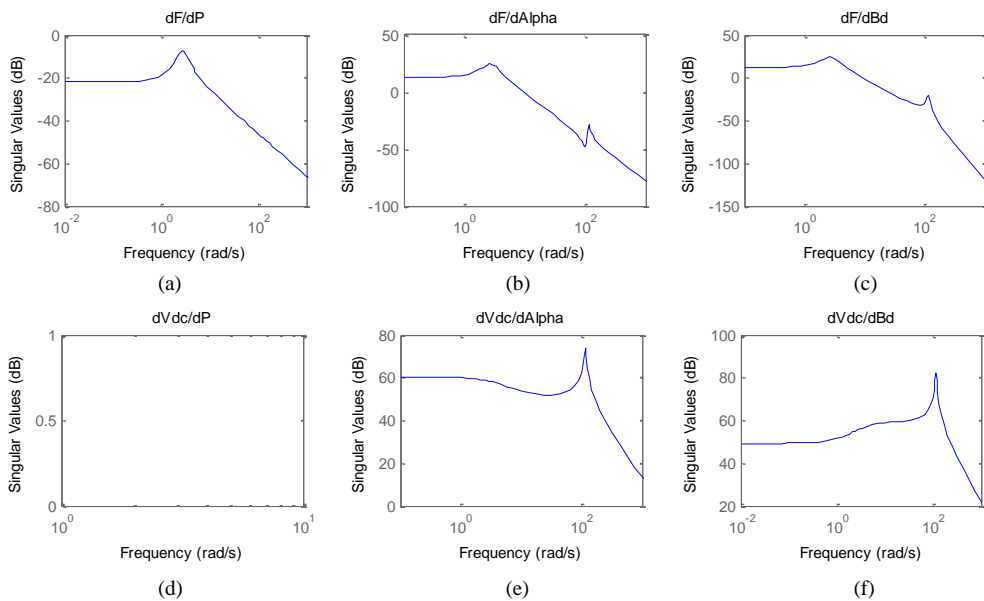 dF/dP
Singular Values (dB)
0
-20
-40
-60
-80
10^-2
10^0
10^2
Frequency (rad/s)
(a)
dF/dAlpha
Singular Values (dB)
50
0
-50
-100
10^0
10^2
Frequency (rad/s)
(b)
dF/dBd
Singular Values (dB)
50
0
-50
-100
-150
10^0
10^2
Frequency (rad/s)
(c)
dVdc/dP
Singular Values (dB)
1
0.5
0
10^0
10^1
Frequency (rad/s)
(d)
dVdc/dAlpha
Singular Values (dB)
80
60
40
20
0
10^0
10^2
Frequency (rad/s)
(e)
dVdc/dBd
Singular Values (dB)
100
80
60
40
20
10^-2
10^0
10^2
Frequency (rad/s)
(f)